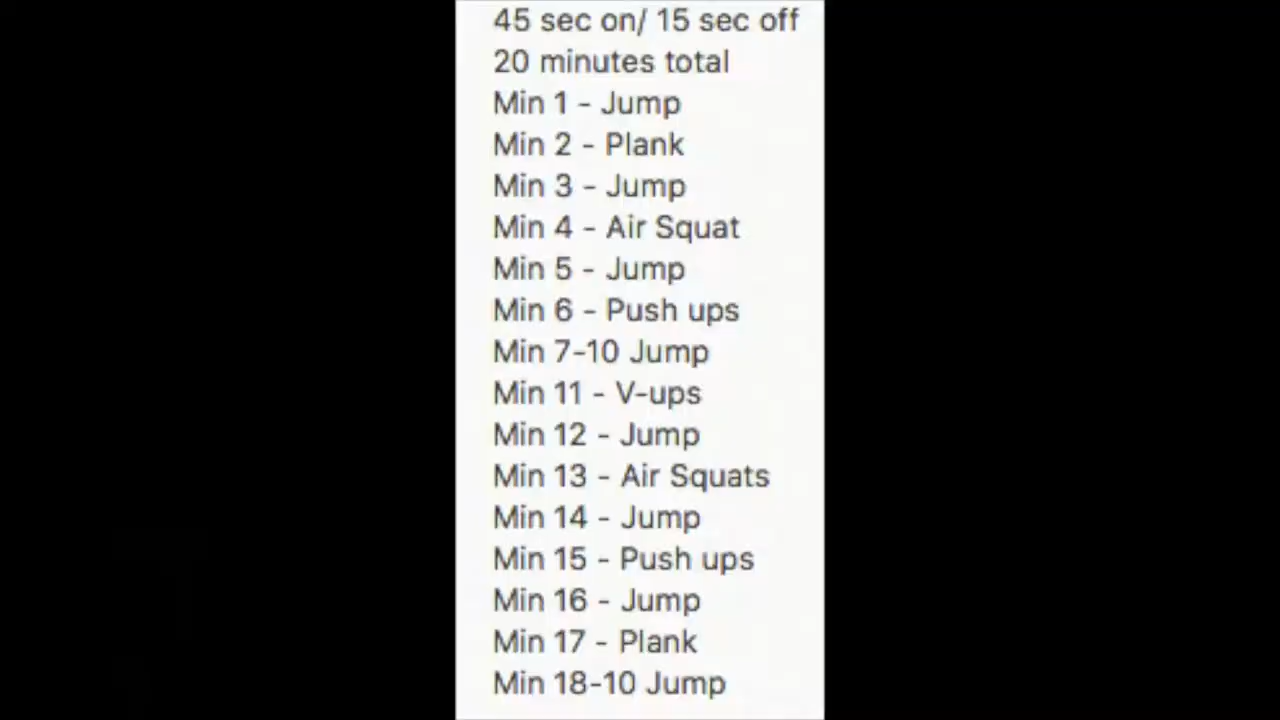 45 sec on/ 15 sec off
20 minutes total
Min 1 - Jump
Min 2 - Plank
Min 3 - Jump
Min 4 - Air Squat
Min 5 - Jump
Min 6 - Push ups
Min 7-10 Jump
Min 11 - V-ups
Min 12 - Jump
Min 13 - Air Squats
Min 14 - Jump
Min 15 - Push ups
Min 16 - Jump
Min 17 - Plank
Min 18-10 Jump